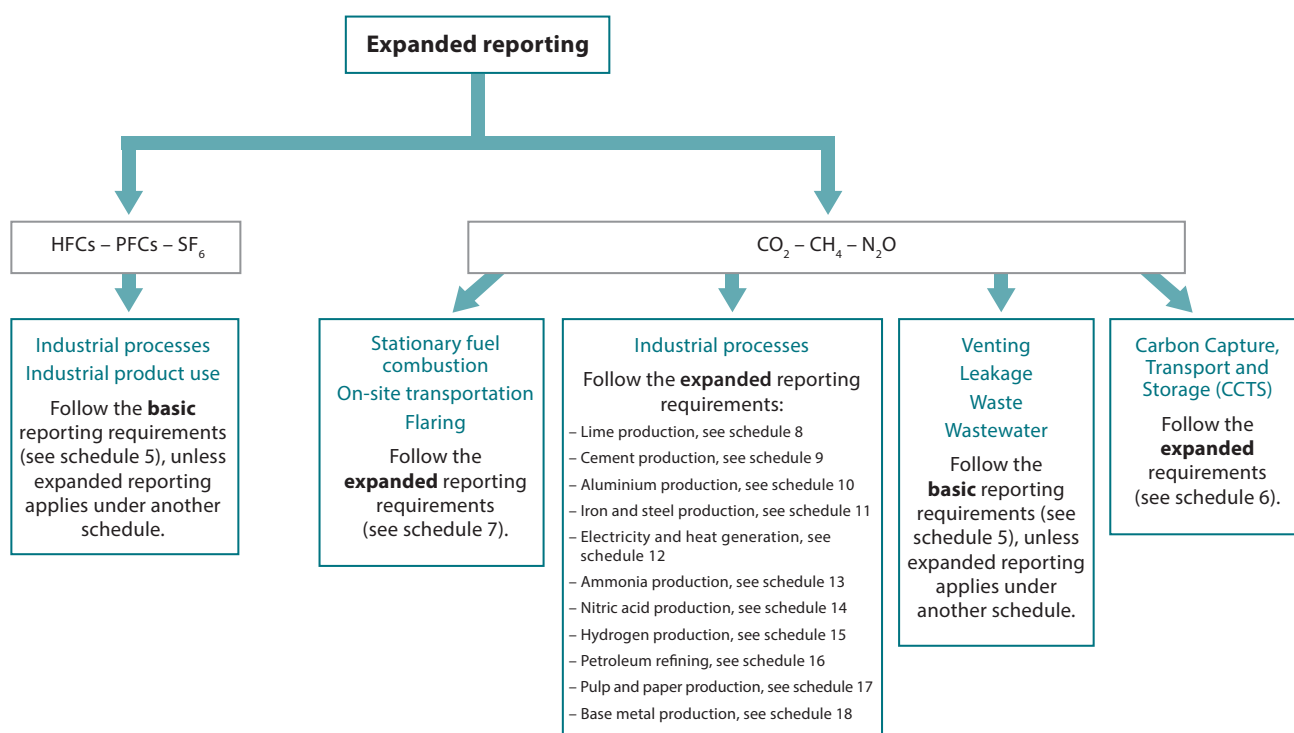 Expanded reporting
HFCs – PFCs – SF₆
CO₂ – CH₄ – N₂O
Industrial processes
Industrial product use
Follow the basic
reporting requirements
(see schedule 5), unless
expanded reporting
applies under another
schedule.
Stationary fuel
combustion
On-site transportation
Flaring
Follow the
expanded reporting
requirements
(see schedule 7).
Industrial processes
Follow the expanded reporting
requirements:
– Lime production, see schedule 8
– Cement production, see schedule 9
– Aluminium production, see schedule 10
– Iron and steel production, see schedule 11
– Electricity and heat generation, see
schedule 12
– Ammonia production, see schedule 13
– Nitric acid production, see schedule 14
– Hydrogen production, see schedule 15
– Petroleum refining, see schedule 16
– Pulp and paper production, see schedule 17
– Base metal production, see schedule 18
Venting
Leakage
Waste
Wastewater
Follow the
basic reporting
requirements (see
schedule 5), unless
expanded reporting
applies under
another schedule.
Carbon Capture,
Transport and
Storage (CCTS)
Follow the
expanded
requirements
(see schedule 6).